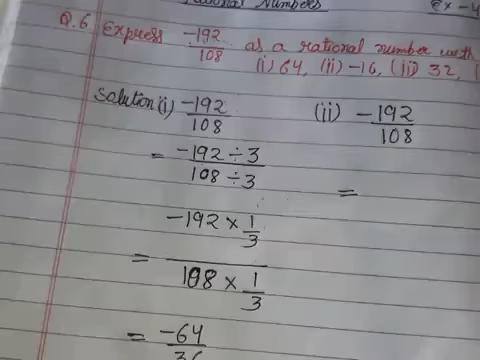 Rational Numbers Ex - 4
Q.6 Express -192/108 as a rational number with
(i) 64, (ii) -16, (iii) 32, (
Solution (i) -192/108 (ii) -192/108
= -192 ÷ 3 / 108 ÷ 3 =
= -192 × 1/3 / 108 × 1/3
= -64/36